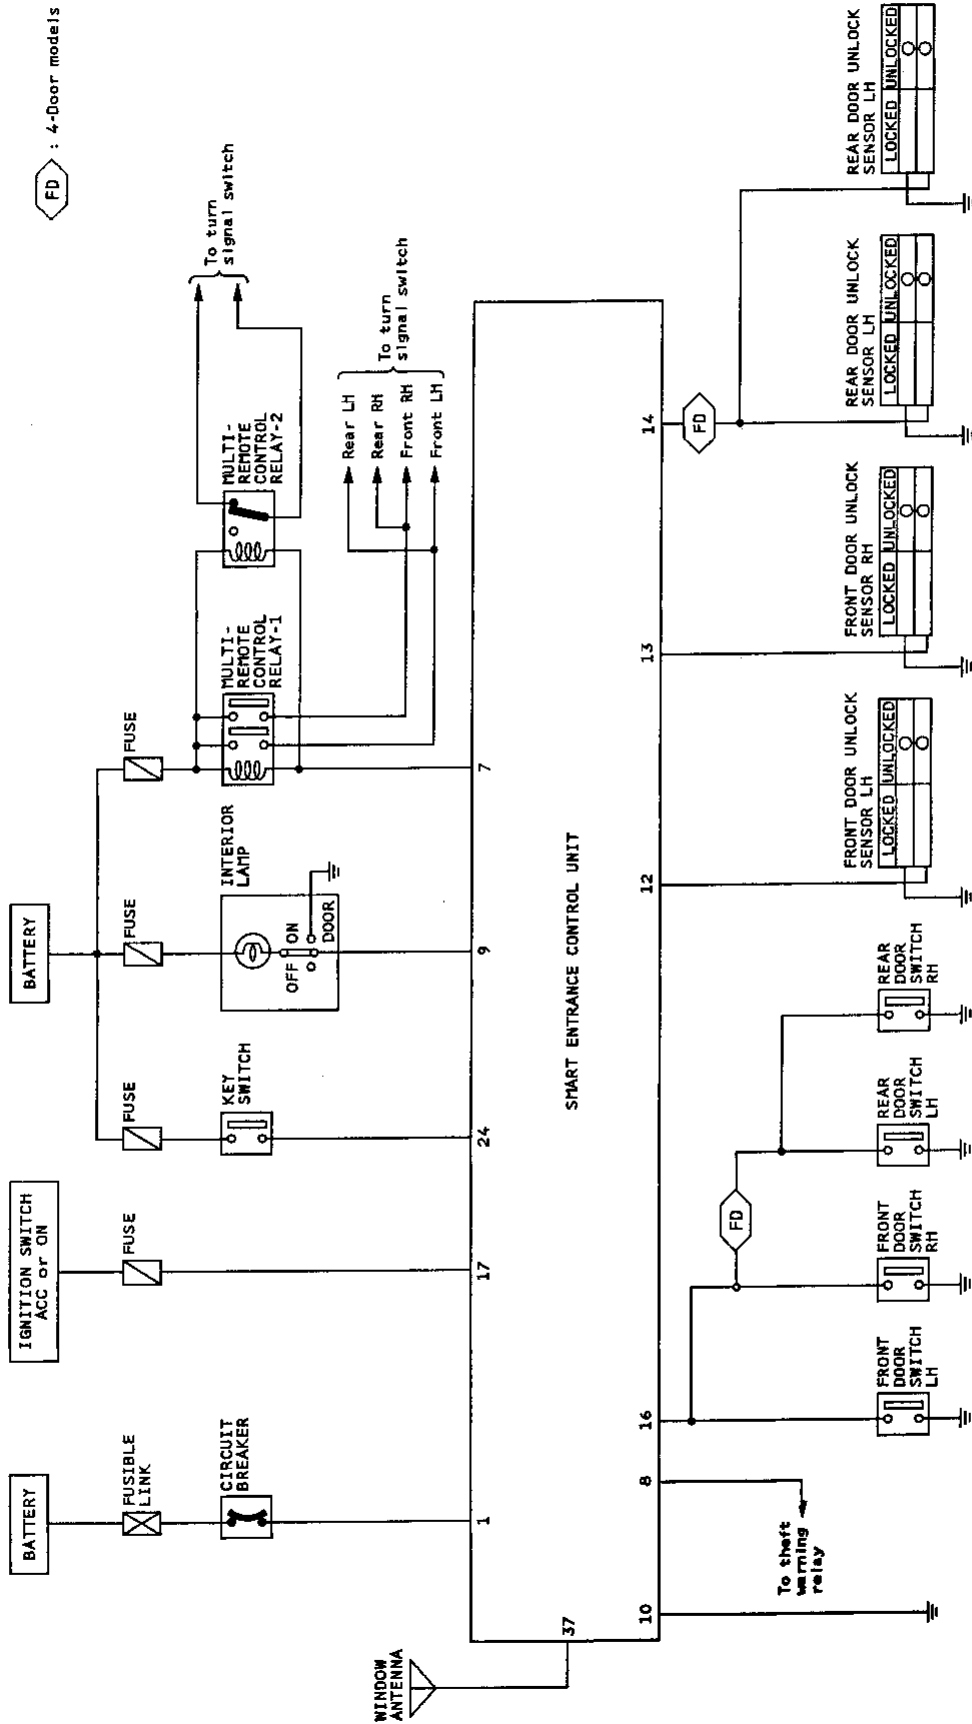 FD : 4-Door models
BATTERY
IGNITION SWITCH
ACC or ON
BATTERY
FUSIBLE
LINK
FUSE
FUSE
FUSE
FUSE
CIRCUIT
BREAKER
KEY
SWITCH
INTERIOR
LAMP
OFF
ON
DOOR
MULTI-
REMOTE
CONTROL
RELAY-1
MULTI-
REMOTE
CONTROL
RELAY-2
To turn
signal switch
Rear LH
Rear RH
Front RH
Front LH
To turn
signal switch
WINDOW
ANTENNA
1
17
24
9
7
37
SMART ENTRANCE CONTROL UNIT
10
8
16
12
13
14
To theft
warning
relay
FD
FD
FRONT
DOOR
SWITCH
LH
FRONT
DOOR
SWITCH
RH
REAR
DOOR
SWITCH
LH
REAR
DOOR
SWITCH
RH
FRONT DOOR UNLOCK
SENSOR LH
LOCKED UNLOCKED
FRONT DOOR UNLOCK
SENSOR RH
LOCKED UNLOCKED
REAR DOOR UNLOCK
SENSOR LH
LOCKED UNLOCKED
REAR DOOR UNLOCK
SENSOR LH
LOCKED UNLOCKED